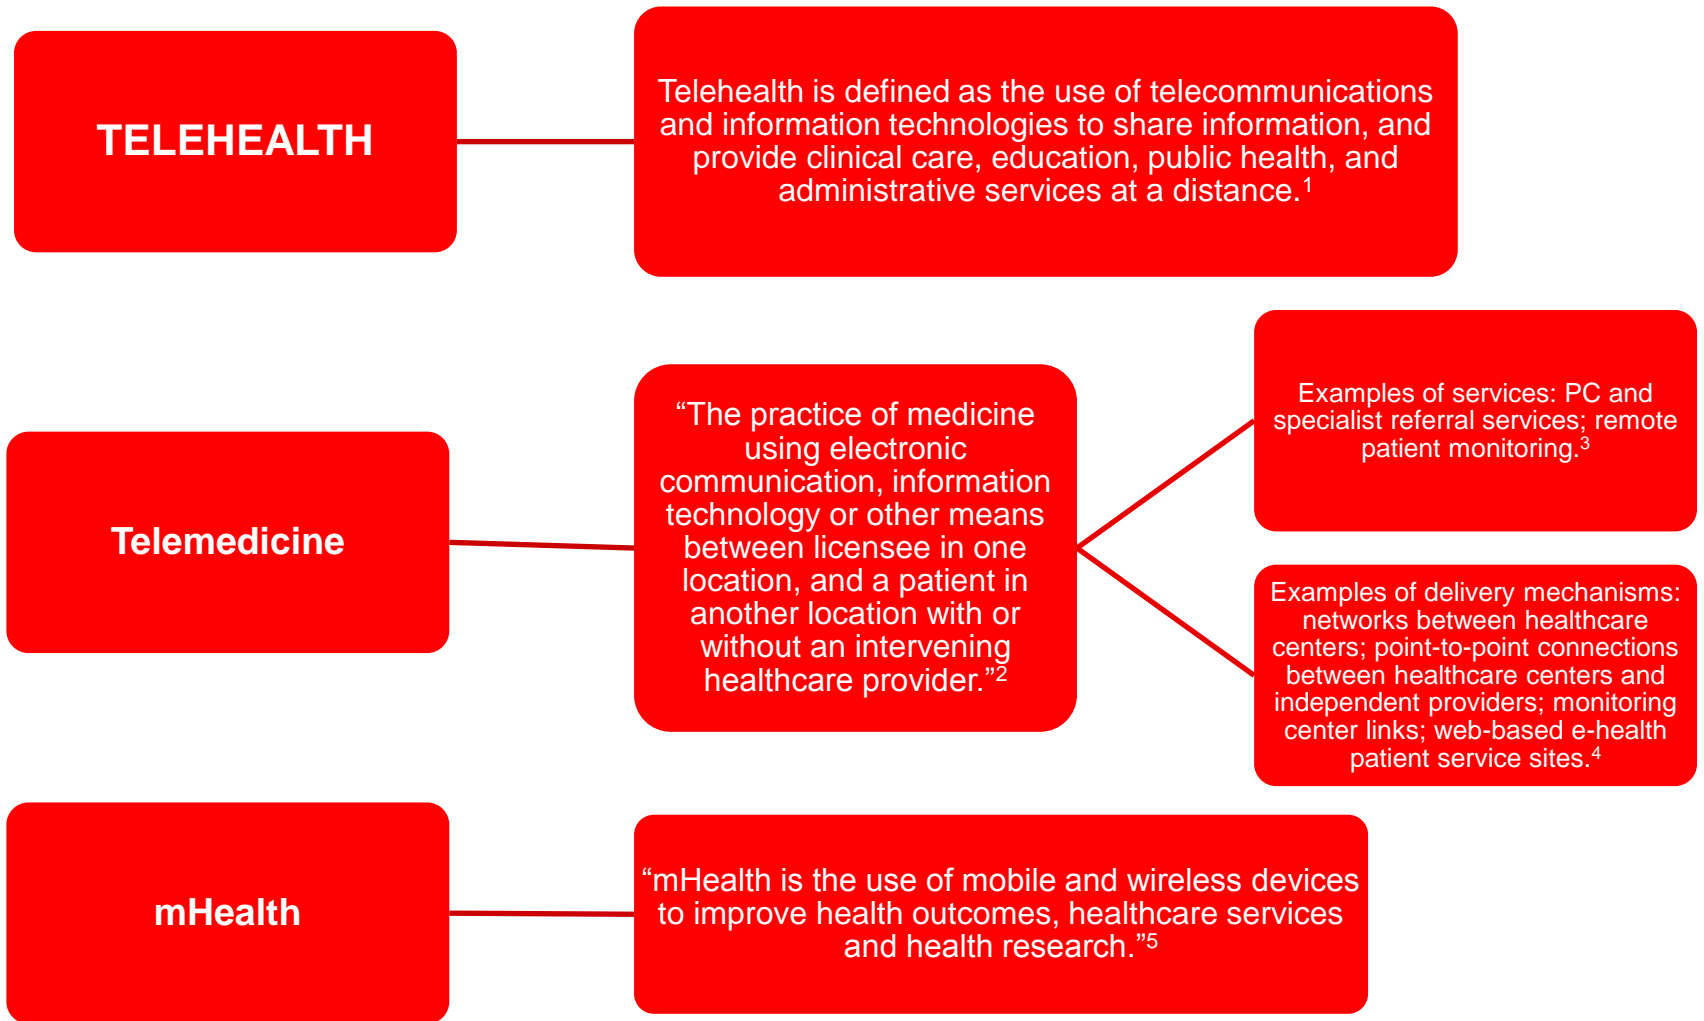 TELEHEALTH
Telehealth is defined as the use of telecommunications
and information technologies to share information, and
provide clinical care, education, public health, and
administrative services at a distance.1
Telemedicine
“The practice of medicine
using electronic
communication, information
technology or other means
between licensee in one
location, and a patient in
another location with or
without an intervening
healthcare provider.”2
Examples of services: PC and
specialist referral services; remote
patient monitoring.3
Examples of delivery mechanisms:
networks between healthcare
centers; point-to-point connections
between healthcare centers and
independent providers; monitoring
center links; web-based e-health
patient service sites.4
mHealth
“mHealth is the use of mobile and wireless devices
to improve health outcomes, healthcare services
and health research.”5